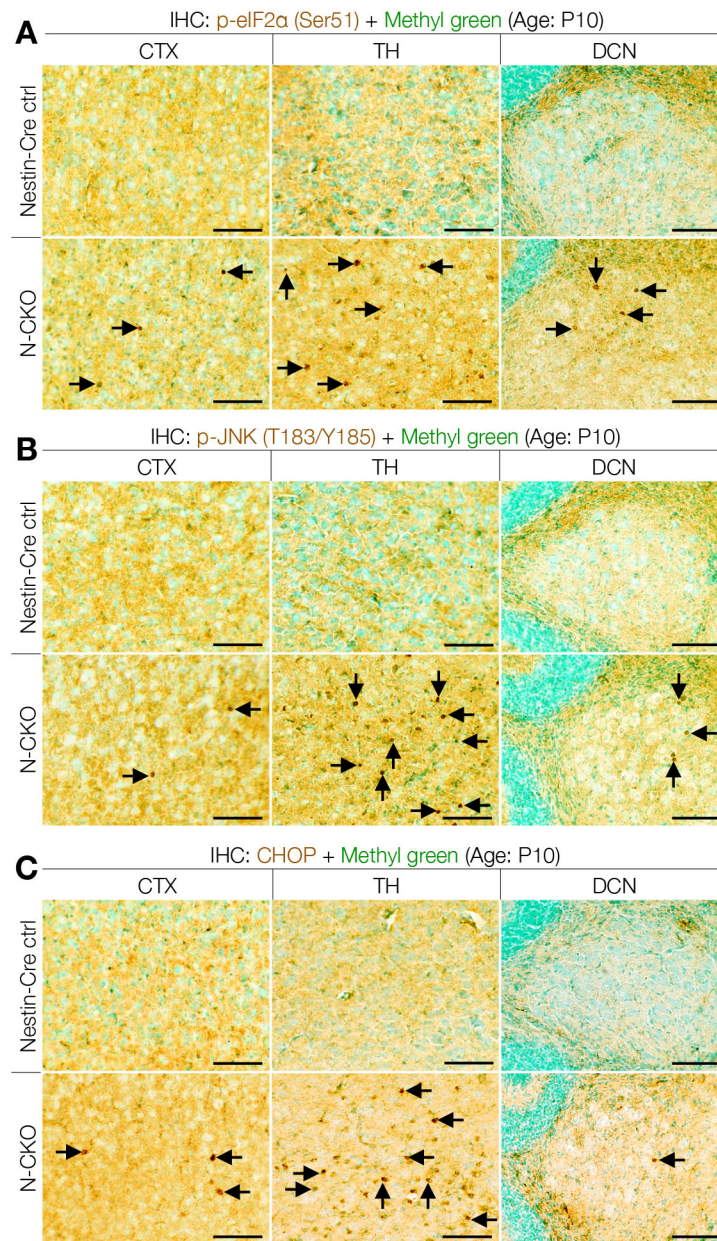 A
IHC: p-eIF2α (Ser51) + Methyl green (Age: P10)
CTX TH DCN
Nestin-Cre ctrl
N-CKO
B
IHC: p-JNK (T183/Y185) + Methyl green (Age: P10)
CTX TH DCN
Nestin-Cre ctrl
N-CKO
C
IHC: CHOP + Methyl green (Age: P10)
CTX TH DCN
Nestin-Cre ctrl
N-CKO